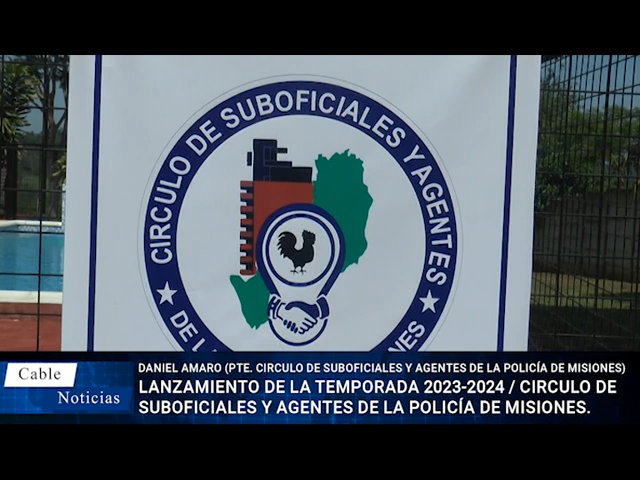 CIRCULO DE SUBOFICIALES Y AGENTES
DE L
ONES
Cable
Noticias
DANIEL AMARO (PTE. CIRCULO DE SUBOFICIALES Y AGENTES DE LA POLICÍA DE MISIONES)
LANZAMIENTO DE LA TEMPORADA 2023-2024 / CIRCULO DE
SUBOFICIALES Y AGENTES DE LA POLICÍA DE MISIONES.